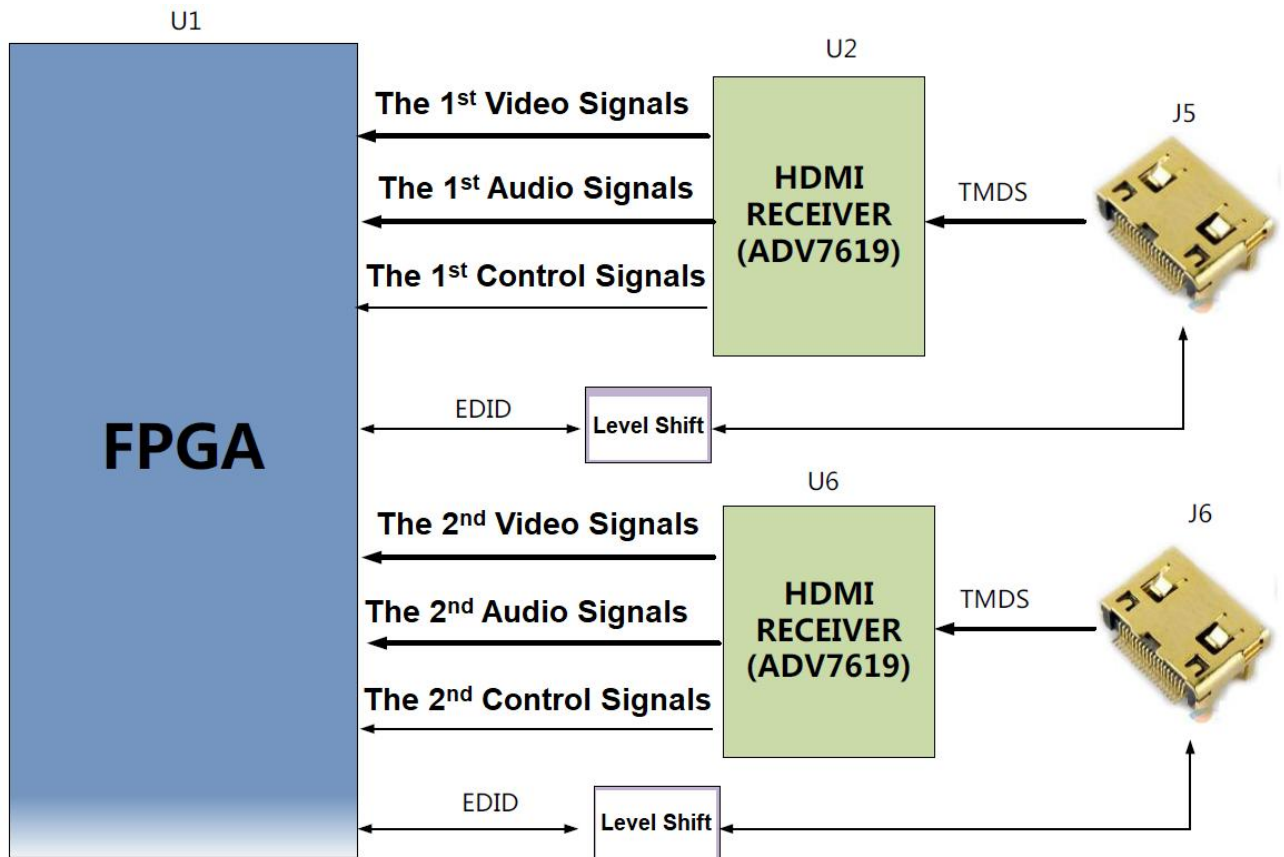 U1
FPGA
The 1st Video Signals
The 1st Audio Signals
The 1st Control Signals
U2
HDMI
RECEIVER
(ADV7619)
TMDS
J5
EDID
Level Shift
The 2nd Video Signals
The 2nd Audio Signals
The 2nd Control Signals
U6
HDMI
RECEIVER
(ADV7619)
TMDS
J6
EDID
Level Shift